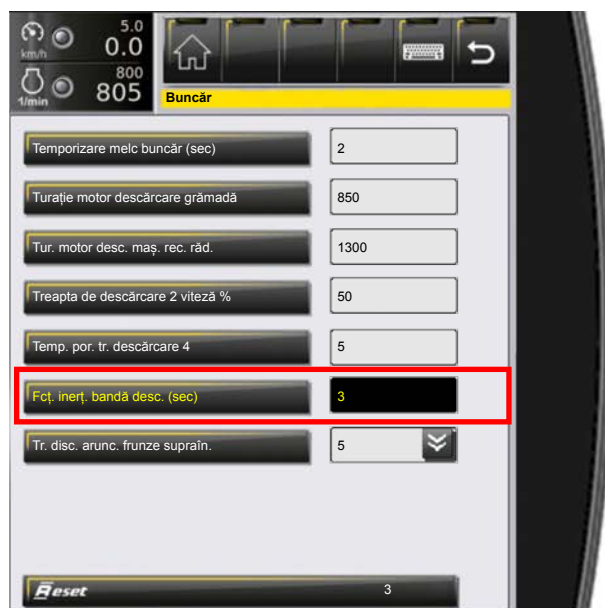 5.0
km/h 0.0
800
1/min 805
Buncăr
Temporizare melc buncăr (sec) 2
Turație motor descărcare grămadă 850
Tur. motor desc. maș. rec. răd. 1300
Treapta de descărcare 2 viteză % 50
Temp. por. tr. descărcare 4 5
Fcț. inerț. bandă desc. (sec) 3
Tr. disc. arunc. frunze supraîn. 5
Reset 3